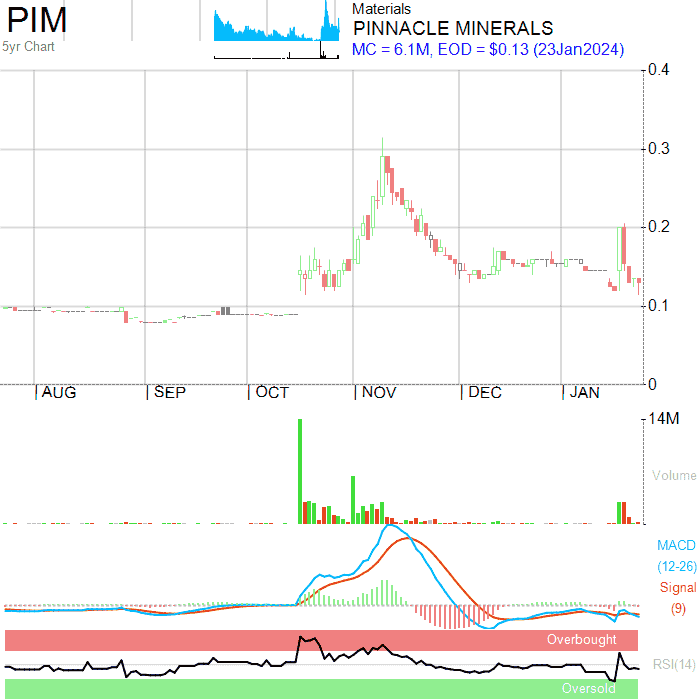 PIM
5yr Chart
Materials
PINNACLE MINERALS
MC = 6.1M, EOD = $0.13 (23Jan2024)
0.4
0.3
0.2
0.1
0
AUG SEP OCT NOV DEC JAN
14M
Volume
MACD
(12-26)
Signal
(9)
Overbought
RSI(14)
Oversold